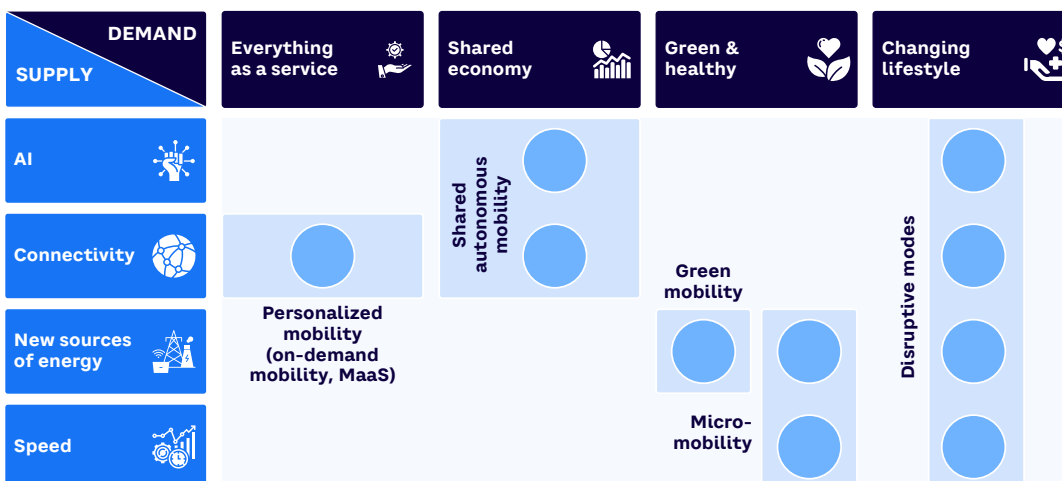 DEMAND
SUPPLY
Everything
as a service
Shared
economy
Green &
healthy
Changing
lifestyle
AI
Shared
autonomous
mobility
Disruptive modes
Connectivity
Green
mobility
Personalized
mobility
(on-demand
mobility, MaaS)
New sources
of energy
Micro-
mobility
Speed